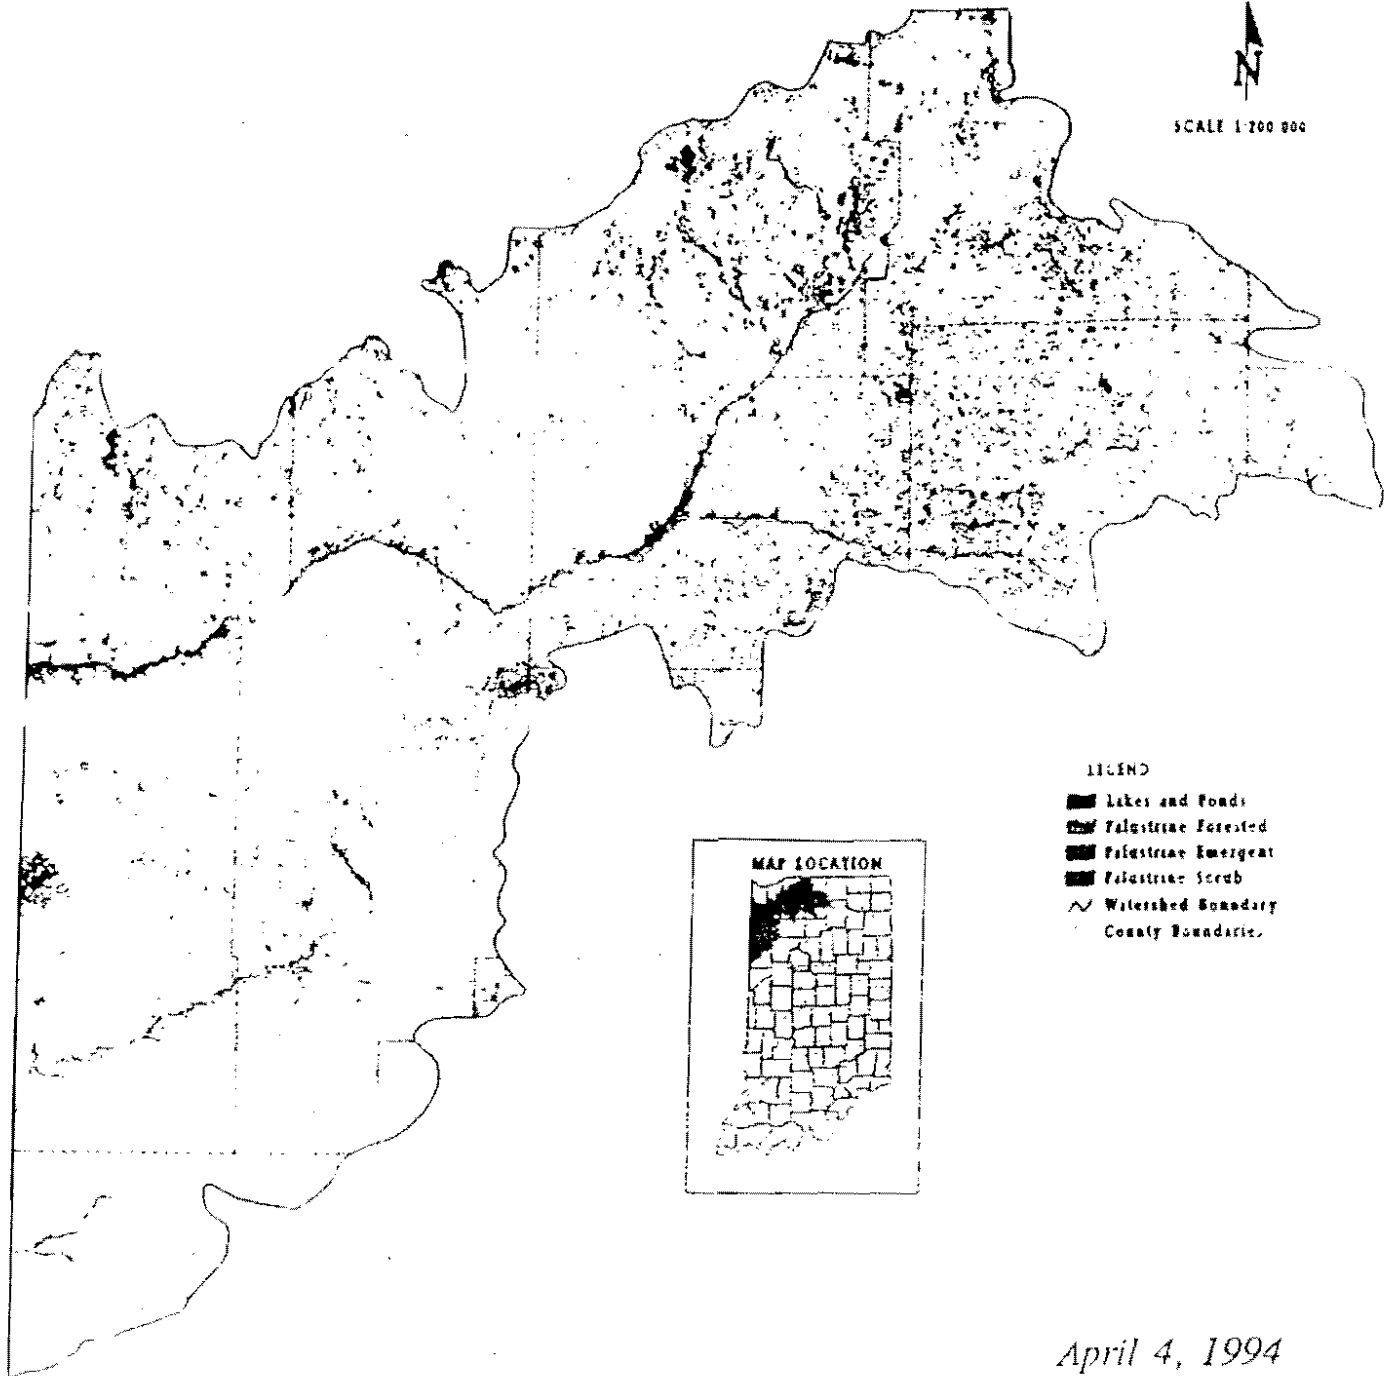 N
SCALE 1:200 000
LEGEND
Lakes and Ponds
Palustrine Forested
Palustrine Emergent
Palustrine Scrub
Watershed Boundary
County Boundaries
MAP LOCATION
April 4, 1994